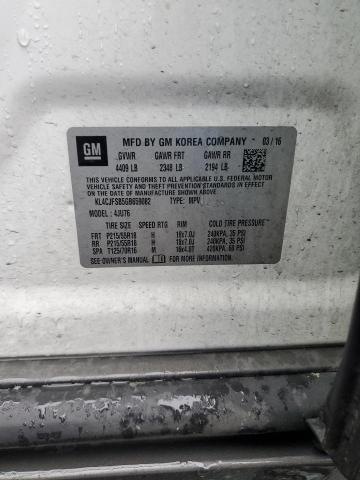 GM
MFD BY GM KOREA COMPANY 03 / 16
GVWR GAWR FRT GAWR RR
4409 LB 2348 LB 2194 LB
THIS VEHICLE CONFORMS TO ALL APPLICABLE U.S. FEDERAL MOTOR
VEHICLE SAFETY, BUMPER, AND THEFT PREVENTION STANDARDS
IN EFFECT ON THE DATE OF MANUFACTURE SHOWN ABOVE.
KL4CJFSB5GB659082 TYPE: MPV
MODEL: 4JU76
TIRE SIZE SPEED RTG RIM COLD TIRE PRESSURE
FRT P215/55R18 H 18x7.0J 240KPA, 35 PSI
RR P215/55R18 H 18x7.0J 240KPA, 35 PSI
SPA T125/70R16 M 16x4.0T 420KPA, 60 PSI
SEE OWNER'S MANUAL FOR MORE INFORMATION.